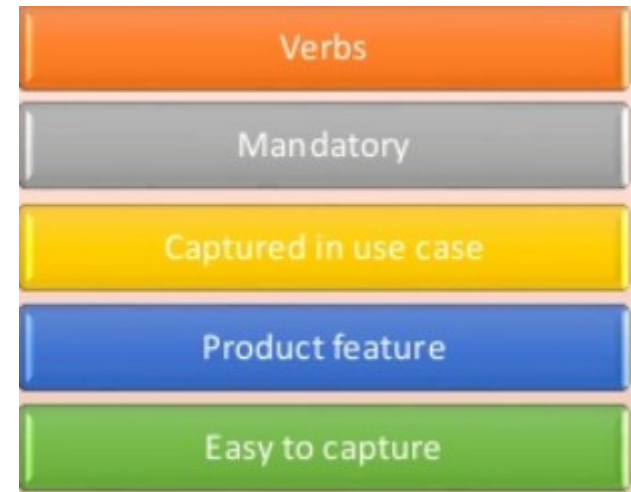 Verbs
Mandatory
Captured in use case
Product feature
Easy to capture